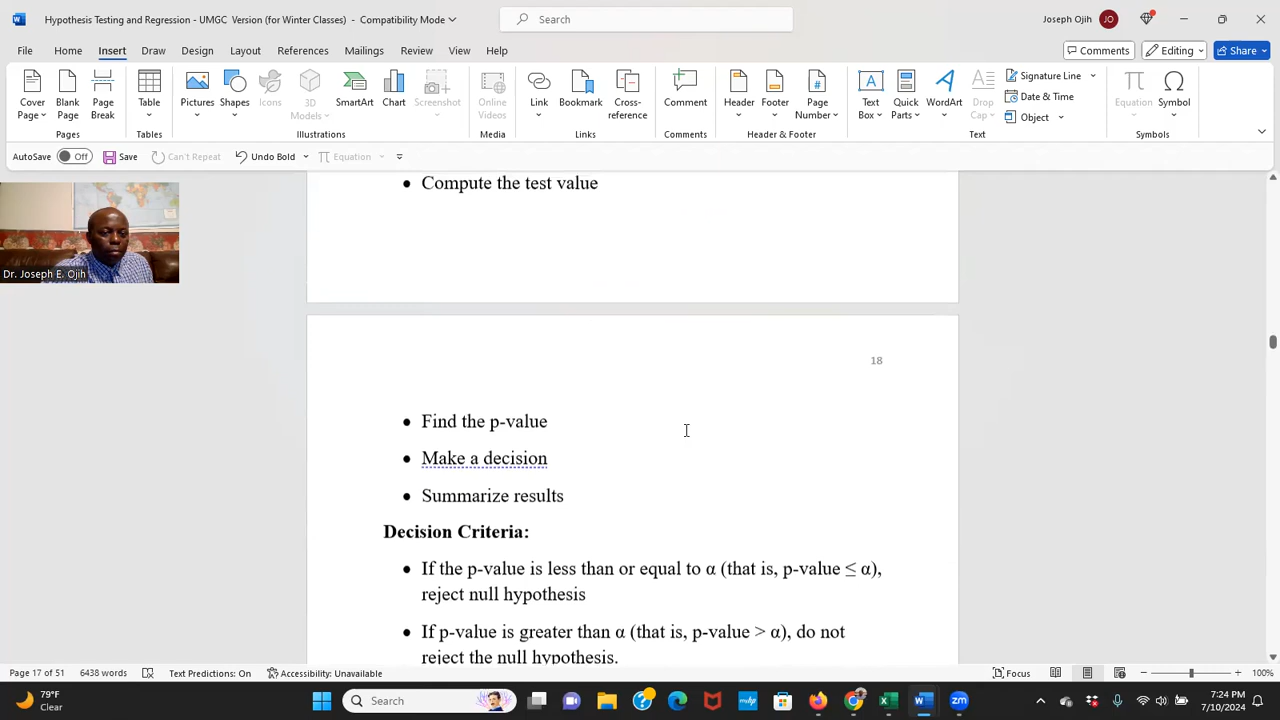 Hypothesis Testing and Regression - UMGC Version (for Winter Classes) - Compatibility Mode
Search
Joseph Ojih
JO
File Home Insert Draw Design Layout References Mailings Review View Help
Comments
Editing
Share
Cover Page
Blank Page
Page Break
Table
Pictures
Shapes
Icons
3D Models
SmartArt
Chart
Screenshot
Online Videos
Link
Bookmark
Cross-reference
Comment
Header
Footer
Page Number
Text Box
Quick Parts
WordArt
Drop Cap
Signature Line
Date & Time
Object
Equation
Symbol
Pages
Tables
Illustrations
Media
Links
Comments
Header & Footer
Text
Symbols
AutoSave Off Save Can't Repeat Undo Bold Equation
• Compute the test value
Dr. Joseph E. Ojih
18
• Find the p-value
• Make a decision
• Summarize results
Decision Criteria:
• If the p-value is less than or equal to α (that is, p-value ≤ α),
reject null hypothesis
• If p-value is greater than α (that is, p-value > α), do not
reject the null hypothesis.
Page 17 of 51 6438 words Text Predictions: On Accessibility: Unavailable Focus 100%
79°F
Clear
Search
7:24 PM
7/10/2024